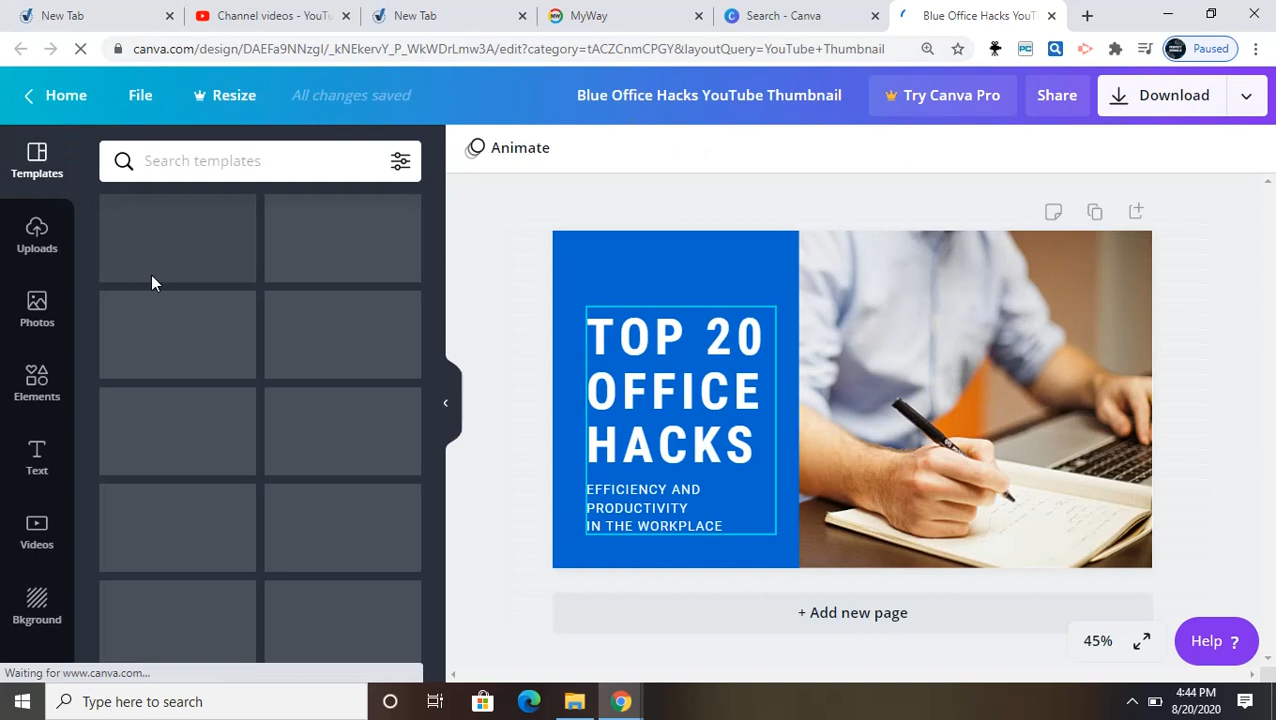 New Tab
Channel videos - YouTu
New Tab
MyWay
Search - Canva
Blue Office Hacks YouT
canva.com/design/DAEFa9NNzgI/_kNEkervY_P_WkWDrLmw3A/edit?category=tACZCnmCPGY&layoutQuery=YouTube+Thumbnail
Paused
Home
File
Resize
All changes saved
Blue Office Hacks YouTube Thumbnail
Try Canva Pro
Share
Download
Templates
Search templates
Animate
Uploads
Photos
Elements
Text
Videos
Bkground
TOP 20
OFFICE
HACKS
EFFICIENCY AND
PRODUCTIVITY
IN THE WORKPLACE
+ Add new page
45%
Help ?
Waiting for www.canva.com...
Type here to search
4:44 PM
8/20/2020